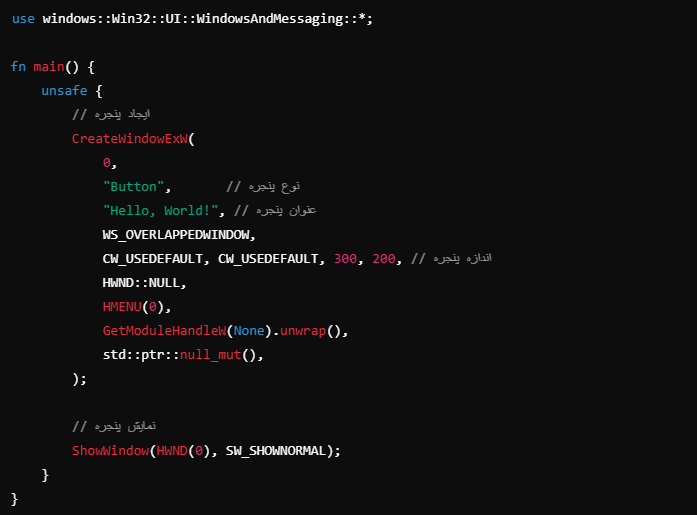 use windows::Win32::UI::WindowsAndMessaging::*;
fn main() {
unsafe {
// ایجاد پنجره
CreateWindowExW(
0,
"Button", // نوع پنجره
"Hello, World!", // عنوان پنجره
WS_OVERLAPPEDWINDOW,
CW_USEDEFAULT, CW_USEDEFAULT, 300, 200, // اندازه پنجره
HWND::NULL,
HMENU(0),
GetModuleHandleW(None).unwrap(),
std::ptr::null_mut(),
);
// نمایش پنجره
ShowWindow(HWND(0), SW_SHOWNORMAL);
}
}